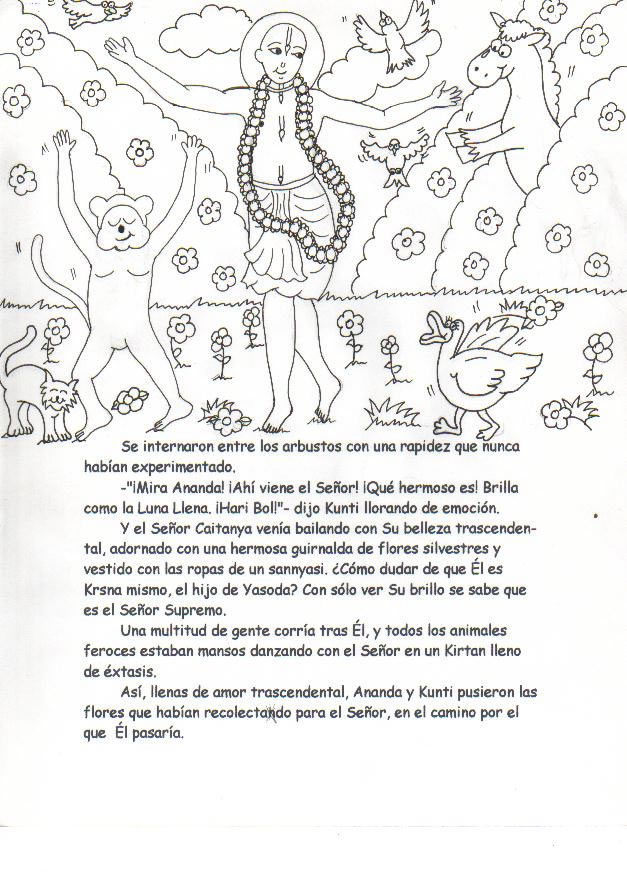 Se internaron entre los arbustos con una rapidez que nunca
habían experimentado.
-"¡Mira Ananda! ¡Ahí viene el Señor! ¡Qué hermoso es! Brilla
como la Luna Llena. ¡Hari Bol!"- dijo Kunti llorando de emoción.
Y el Señor Caitanya venía bailando con Su belleza trascenden-
tal, adornado con una hermosa guirnalda de flores silvestres y
vestido con las ropas de un sannyasi. ¿Cómo dudar de que Él es
Krsna mismo, el hijo de Yasoda? Con sólo ver Su brillo se sabe que
es el Señor Supremo.
Una multitud de gente corría tras Él, y todos los animales
feroces estaban mansos danzando con el Señor en un Kirtan lleno
de éxtasis.
Así, llenas de amor trascendental, Ananda y Kunti pusieron las
flores que habían recolectando para el Señor, en el camino por el
que Él pasaría.